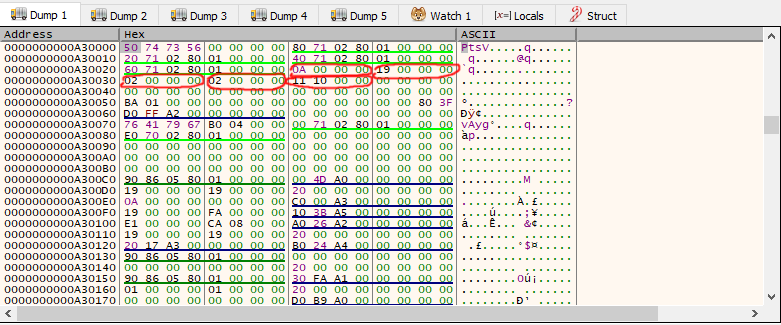 Dump 1 Dump 2 Dump 3 Dump 4 Dump 5 Watch 1 [x=] Locals Struct
Address Hex ASCII
0000000000A30000 50 74 73 56 00 00 00 00 80 71 02 80 01 00 00 00 PtsV.....q......
0000000000A30010 20 71 02 80 01 00 00 00 40 71 02 80 01 00 00 00 q......@q......
0000000000A30020 60 71 02 80 01 00 00 00 0A 00 00 00 19 00 00 00 q..............
0000000000A30030 02 00 00 00 02 00 00 00 11 10 00 00 00 00 00 00 ................
0000000000A30040 00 00 00 00 00 00 00 00 00 00 00 00 00 00 00 00 ................
0000000000A30050 BA 01 00 00 00 00 00 00 00 00 00 00 00 00 80 3F º..............?
0000000000A30060 D0 FF A2 00 00 00 00 00 00 00 00 00 00 00 00 00 Ðÿ¢.............
0000000000A30070 76 41 79 67 B0 04 00 00 00 71 02 80 01 00 00 00 vAyg°....q......
0000000000A30080 E0 70 02 80 01 00 00 00 00 00 00 00 00 00 00 00 àp..............
0000000000A30090 00 00 00 00 00 00 00 00 00 00 00 00 00 00 00 00 ................
0000000000A300A0 00 00 00 00 00 00 00 00 00 00 00 00 00 00 00 00 ................
0000000000A300B0 00 00 00 00 00 00 00 00 00 00 00 00 00 00 00 00 ................
0000000000A300C0 90 86 05 80 01 00 00 00 00 4D A0 00 00 00 00 00 .........M .....
0000000000A300D0 19 00 00 00 19 00 00 00 20 00 00 00 00 00 00 00 ........ .......
0000000000A300E0 0A 00 00 00 00 00 00 00 C0 00 A3 00 00 00 00 00 ........À.£.....
0000000000A300F0 19 00 00 00 FA 00 00 00 10 3B A5 00 00 00 00 00 ....ú....;¥.....
0000000000A30100 E1 00 00 00 CA 08 00 00 A0 26 A2 00 00 00 00 00 á...Ê... &¢.....
0000000000A30110 19 00 00 00 19 00 00 00 20 00 00 00 00 00 00 00 ........ .......
0000000000A30120 20 17 A3 00 00 00 00 00 B0 24 A4 00 00 00 00 00 .£.....°$¤.....
0000000000A30130 90 86 05 80 01 00 00 00 00 00 00 00 00 00 00 00 ................
0000000000A30140 00 00 00 00 00 00 00 00 20 00 00 00 00 00 00 00 ........ .......
0000000000A30150 90 86 05 80 01 00 00 00 30 FA A1 00 00 00 00 00 ........0ú¡.....
0000000000A30160 01 00 00 00 01 00 00 00 20 00 00 00 00 00 00 00 ........ .......
0000000000A30170 00 00 00 00 00 00 00 00 D0 B9 A0 00 00 00 00 00 ........Ð¹ .....